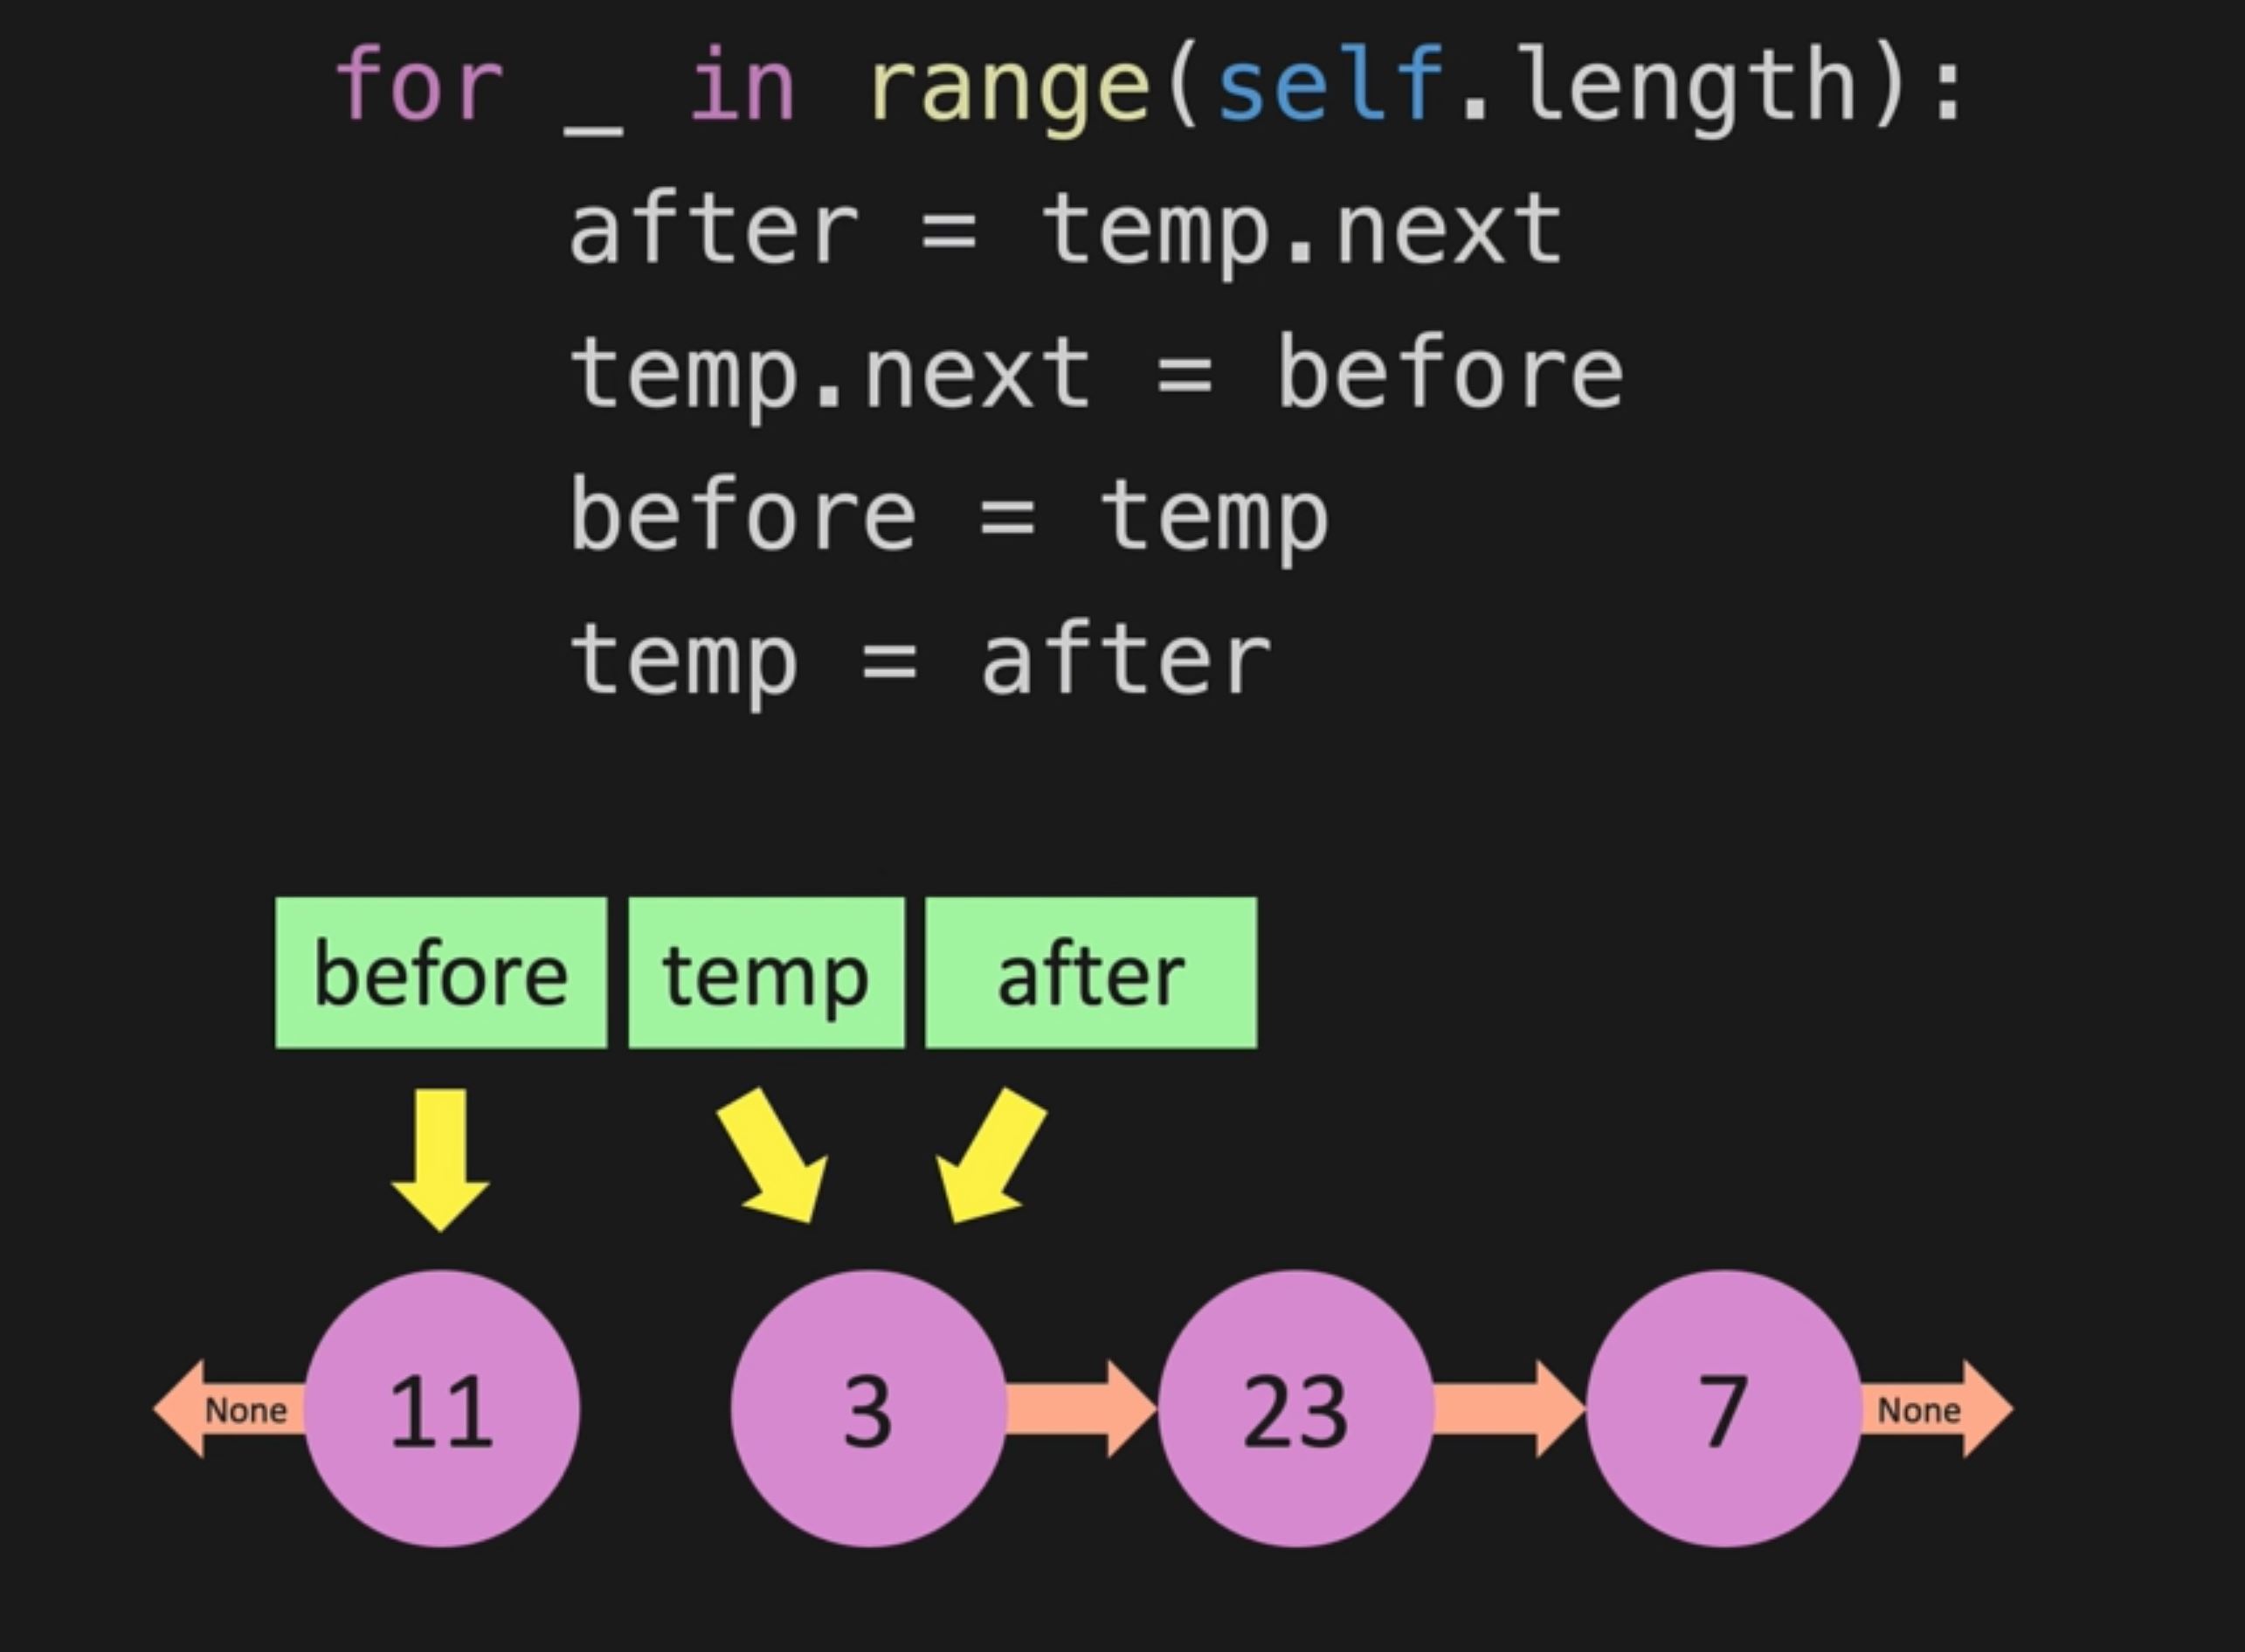 for _ in range(self.length):
    after = temp.next
    temp.next = before
    before = temp
    temp = after
before temp after
None 11 3 23 7 None